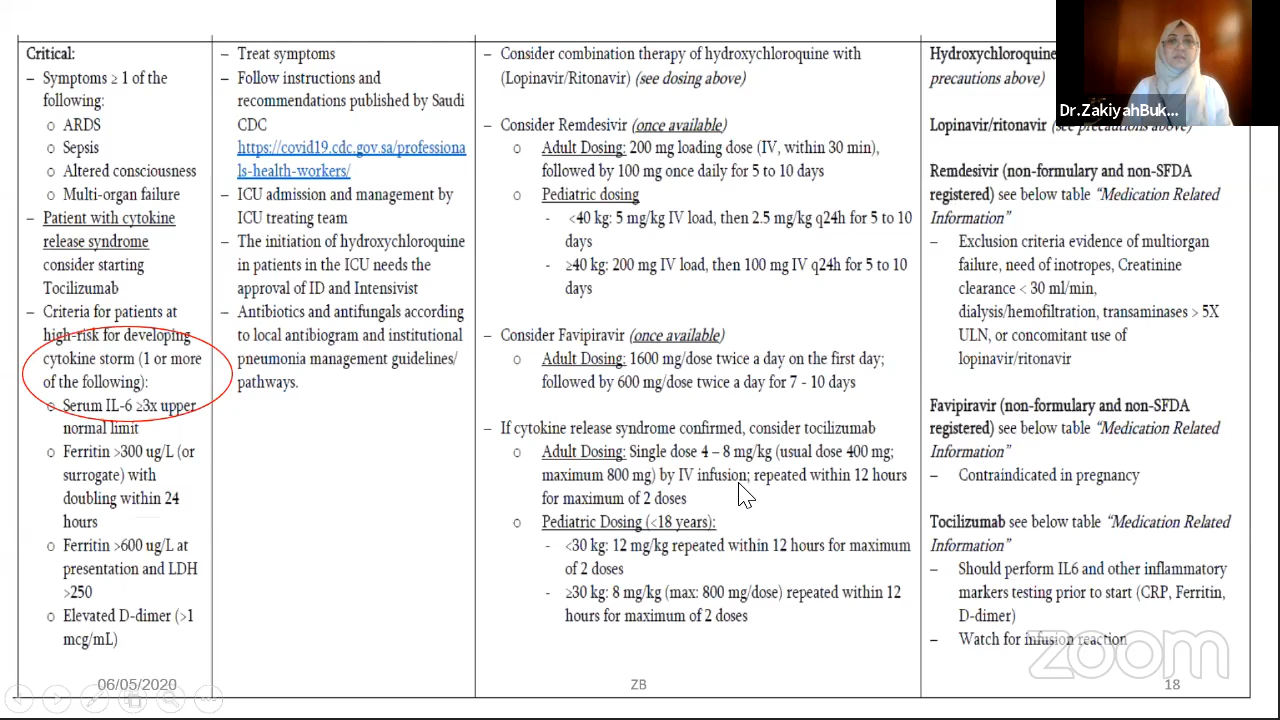 Critical:
– Symptoms ≥ 1 of the
following:
o ARDS
o Sepsis
o Altered consciousness
o Multi-organ failure
– Patient with cytokine
release syndrome
consider starting
Tocilizumab
– Criteria for patients at
high-risk for developing
cytokine storm (1 or more
of the following):
o Serum IL-6 ≥3x upper
normal limit
o Ferritin >300 ug/L (or
surrogate) with
doubling within 24
hours
o Ferritin >600 ug/L at
presentation and LDH
>250
o Elevated D-dimer (>1
mcg/mL)
– Treat symptoms
– Follow instructions and
recommendations published by Saudi
CDC
https://covid19.cdc.gov.sa/professiona
ls-health-workers/
– ICU admission and management by
ICU treating team
– The initiation of hydroxychloroquine
in patients in the ICU needs the
approval of ID and Intensivist
– Antibiotics and antifungals according
to local antibiogram and institutional
pneumonia management guidelines/
pathways.
– Consider combination therapy of hydroxychloroquine with
(Lopinavir/Ritonavir) (see dosing above)
– Consider Remdesivir (once available)
o Adult Dosing: 200 mg loading dose (IV, within 30 min),
followed by 100 mg once daily for 5 to 10 days
o Pediatric dosing
- <40 kg: 5 mg/kg IV load, then 2.5 mg/kg q24h for 5 to 10
days
- ≥40 kg: 200 mg IV load, then 100 mg IV q24h for 5 to 10
days
– Consider Favipiravir (once available)
o Adult Dosing: 1600 mg/dose twice a day on the first day;
followed by 600 mg/dose twice a day for 7 - 10 days
– If cytokine release syndrome confirmed, consider tocilizumab
o Adult Dosing: Single dose 4 – 8 mg/kg (usual dose 400 mg;
maximum 800 mg) by IV infusion; repeated within 12 hours
for maximum of 2 doses
o Pediatric Dosing (<18 years):
- <30 kg: 12 mg/kg repeated within 12 hours for maximum
of 2 doses
- ≥30 kg: 8 mg/kg (max: 800 mg/dose) repeated within 12
hours for maximum of 2 doses
Hydroxychloroquine
precautions above)
Lopinavir/ritonavir (see precautions above)
Remdesivir (non-formulary and non-SFDA
registered) see below table "Medication Related
Information"
– Exclusion criteria evidence of multiorgan
failure, need of inotropes, Creatinine
clearance < 30 ml/min,
dialysis/hemofiltration, transaminases > 5X
ULN, or concomitant use of
lopinavir/ritonavir
Favipiravir (non-formulary and non-SFDA
registered) see below table "Medication Related
Information"
– Contraindicated in pregnancy
Tocilizumab see below table "Medication Related
Information"
– Should perform IL6 and other inflammatory
markers testing prior to start (CRP, Ferritin,
D-dimer)
– Watch for infusion reaction
Dr.ZakiyahBuk...
zoom
06/05/2020
ZB
18